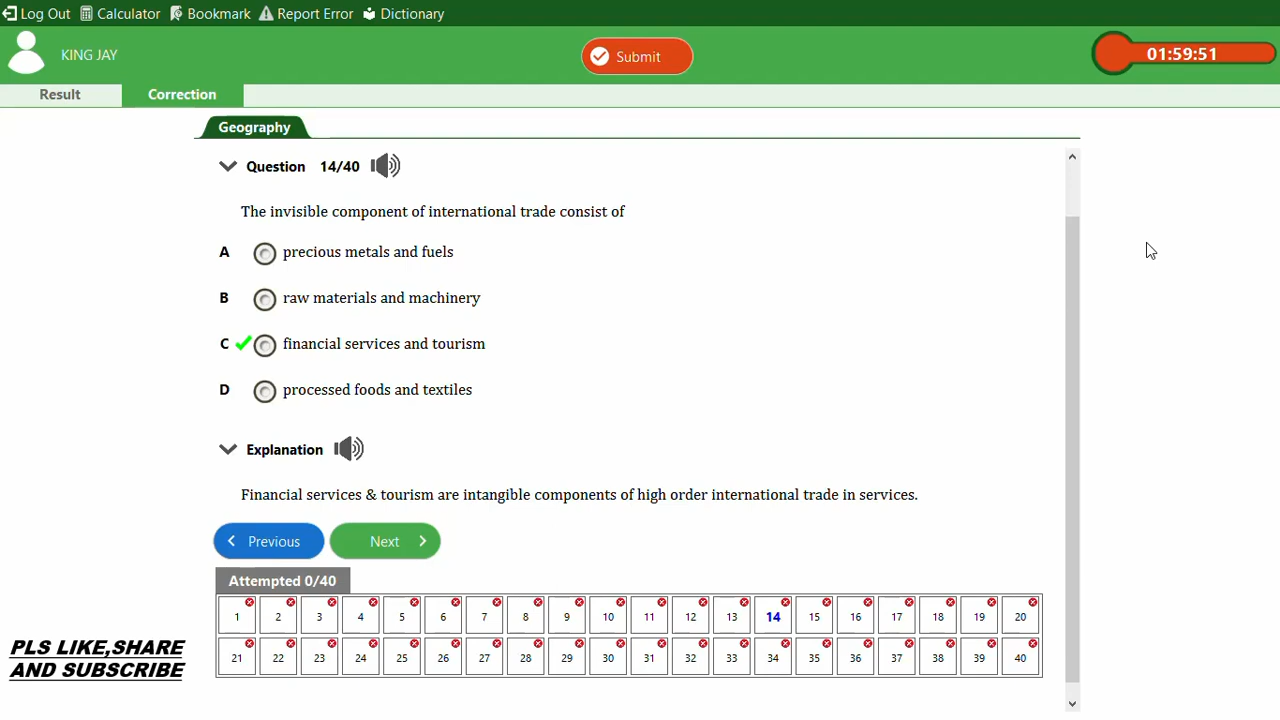 Log Out Calculator Bookmark Report Error Dictionary
KING JAY
Submit
01:59:51
Result Correction
Geography
Question 14/40
The invisible component of international trade consist of
A precious metals and fuels
B raw materials and machinery
C financial services and tourism
D processed foods and textiles
Explanation
Financial services & tourism are intangible components of high order international trade in services.
Previous Next
Attempted 0/40
1 2 3 4 5 6 7 8 9 10 11 12 13 14 15 16 17 18 19 20
21 22 23 24 25 26 27 28 29 30 31 32 33 34 35 36 37 38 39 40
PLS LIKE,SHARE
AND SUBSCRIBE